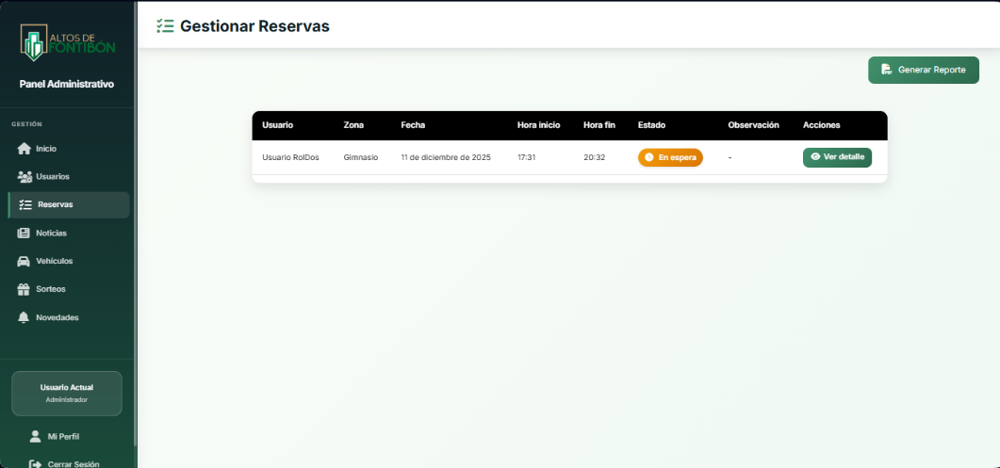 ALTOS DE
FONTIBÓN
Panel Administrativo
GESTIÓN
Inicio
Usuarios
Reservas
Noticias
Vehículos
Sorteos
Novedades
Usuario Actual
Administrador
Mi Perfil
Cerrar Sesión
Gestionar Reservas
PDF Generar Reporte
Usuario Zona Fecha Hora inicio Hora fin Estado Observación Acciones
Usuario RolDos Gimnasio 11 de diciembre de 2025 17:31 20:32 En espera - Ver detalle